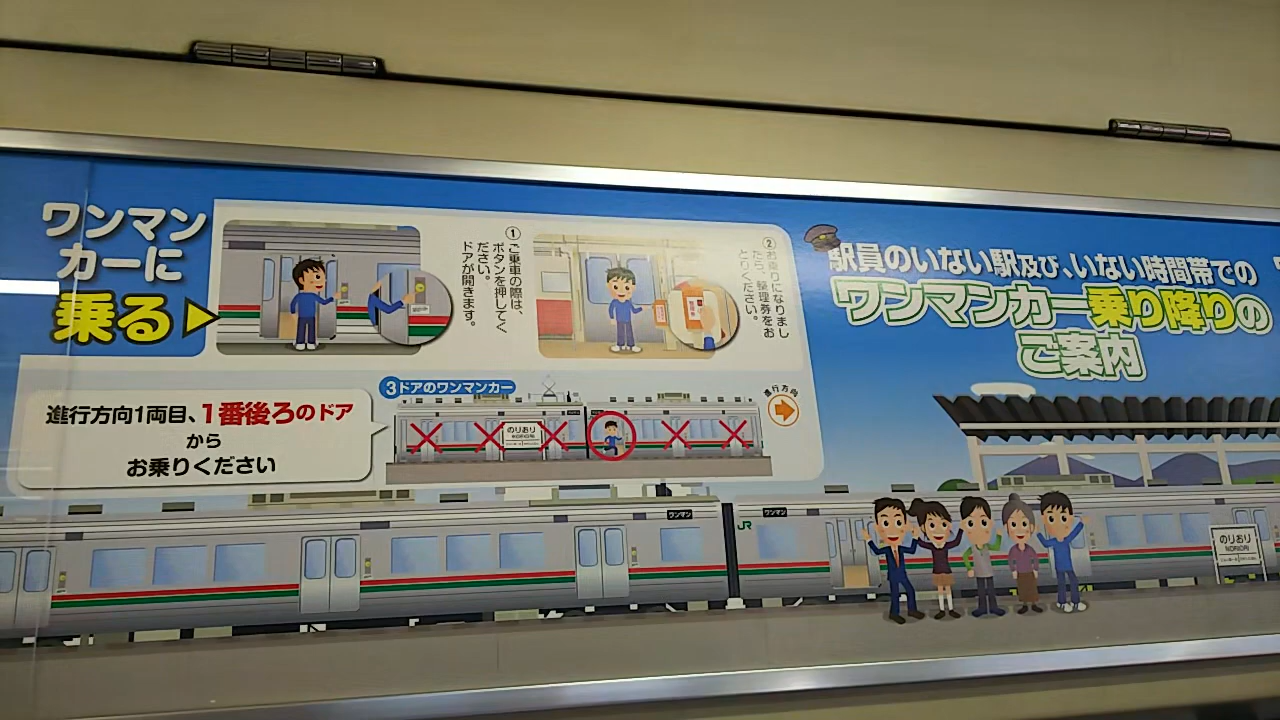 ワンマン
カーに
乗る
①ご乗車の際は、
ボタンを押してく
ださい。
ドアが開きます。
②お乗りになりまし
たら、整理券をお
とりください。
3ドアのワンマンカー
進行方向
進行方向1両目、1番後ろのドア
から
お乗りください
のりおり
NORIORI
駅員のいない駅及び、いない時間帯での
ワンマンカー乗り降りの
ご案内
ワンマン
JR
ワンマン
のりおり
NORIORI